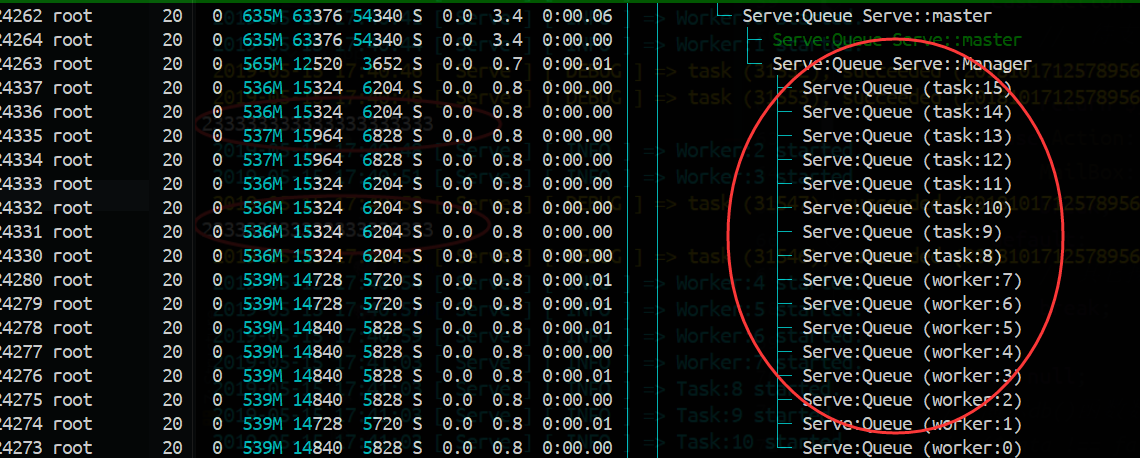 24262 root 20 0 635M 63376 54340 S 0.0 3.4 0:00.06 Serve:Queue Serve::master
24264 root 20 0 635M 63376 54340 S 0.0 3.4 0:00.00 Serve:Queue Serve::master
24263 root 20 0 565M 12520 3652 S 0.0 0.7 0:00.01 Serve:Queue Serve::Manager
24337 root 20 0 536M 15324 6204 S 0.0 0.8 0:00.00 Serve:Queue (task:15)
24336 root 20 0 536M 15324 6204 S 0.0 0.8 0:00.00 Serve:Queue (task:14)
24335 root 20 0 537M 15964 6828 S 0.0 0.8 0:00.00 Serve:Queue (task:13)
24334 root 20 0 537M 15964 6828 S 0.0 0.8 0:00.00 Serve:Queue (task:12)
24333 root 20 0 536M 15324 6204 S 0.0 0.8 0:00.00 Serve:Queue (task:11)
24332 root 20 0 536M 15324 6204 S 0.0 0.8 0:00.00 Serve:Queue (task:10)
24331 root 20 0 536M 15324 6204 S 0.0 0.8 0:00.00 Serve:Queue (task:9)
24330 root 20 0 536M 15324 6204 S 0.0 0.8 0:00.00 Serve:Queue (task:8)
24280 root 20 0 539M 14728 5720 S 0.0 0.8 0:00.01 Serve:Queue (worker:7)
24279 root 20 0 539M 14728 5720 S 0.0 0.8 0:00.01 Serve:Queue (worker:6)
24278 root 20 0 539M 14840 5828 S 0.0 0.8 0:00.01 Serve:Queue (worker:5)
24277 root 20 0 539M 14840 5828 S 0.0 0.8 0:00.01 Serve:Queue (worker:4)
24276 root 20 0 539M 14840 5828 S 0.0 0.8 0:00.01 Serve:Queue (worker:3)
24275 root 20 0 539M 14840 5828 S 0.0 0.8 0:00.00 Serve:Queue (worker:2)
24274 root 20 0 539M 14728 5720 S 0.0 0.8 0:00.01 Serve:Queue (worker:1)
24273 root 20 0 539M 14840 5828 S 0.0 0.8 0:00.00 Serve:Queue (worker:0)